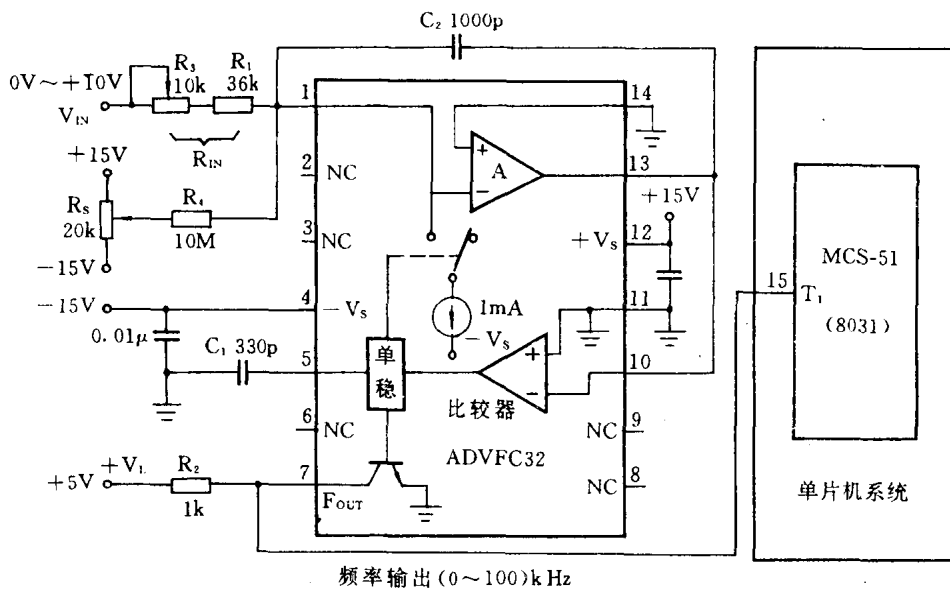 C₂ 1000p
0V～+10V
R₃
10k
R₁
36k
V_IN
R_IN
+15V
R₅
20k
R₄
10M
-15V
-15V
0.01μ
C₁ 330p
+5V
+V_L
R₂
1k
1
2
NC
3
NC
4
-V_S
5
6
NC
7
F_OUT
单稳
1mA
-V_S
A
+
-
+
-
比较器
ADVFC32
14
13
+15V
12
+V_S
11
10
9
NC
8
NC
15
T₁
MCS-51
(8031)
单片机系统
频率输出(0～100)kHz